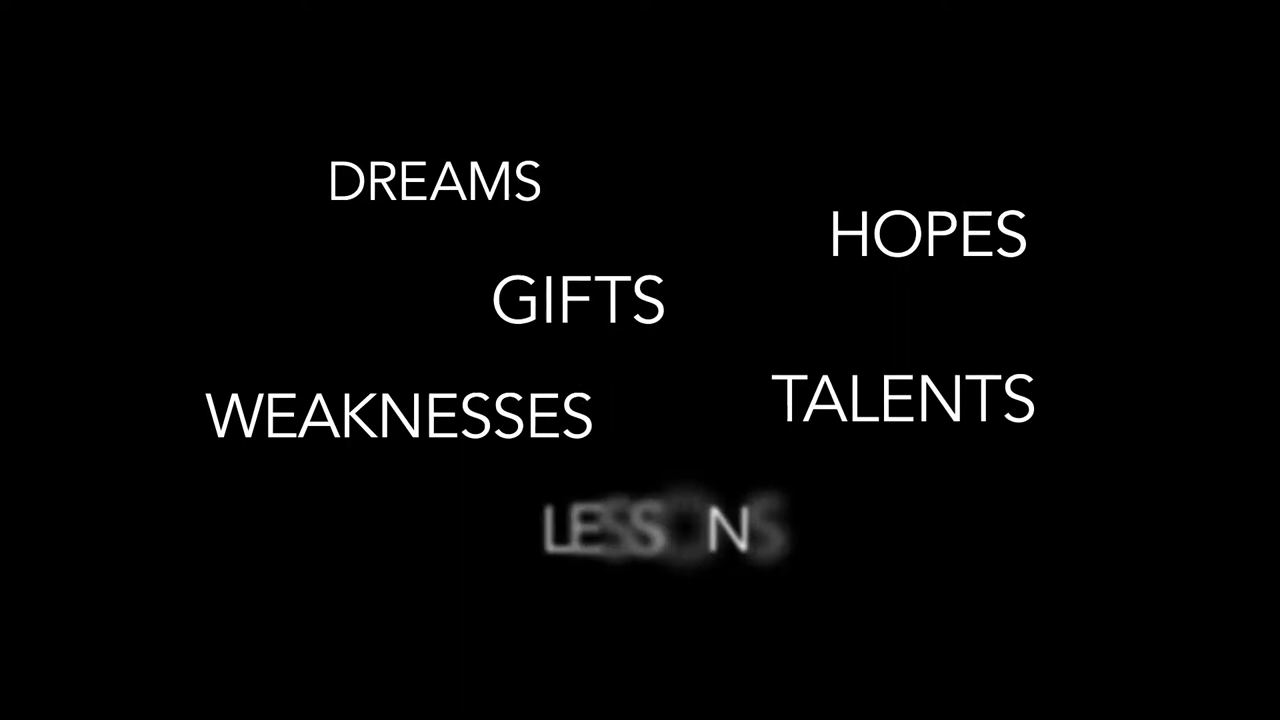 DREAMS
HOPES
GIFTS
TALENTS
WEAKNESSES
LESSONS